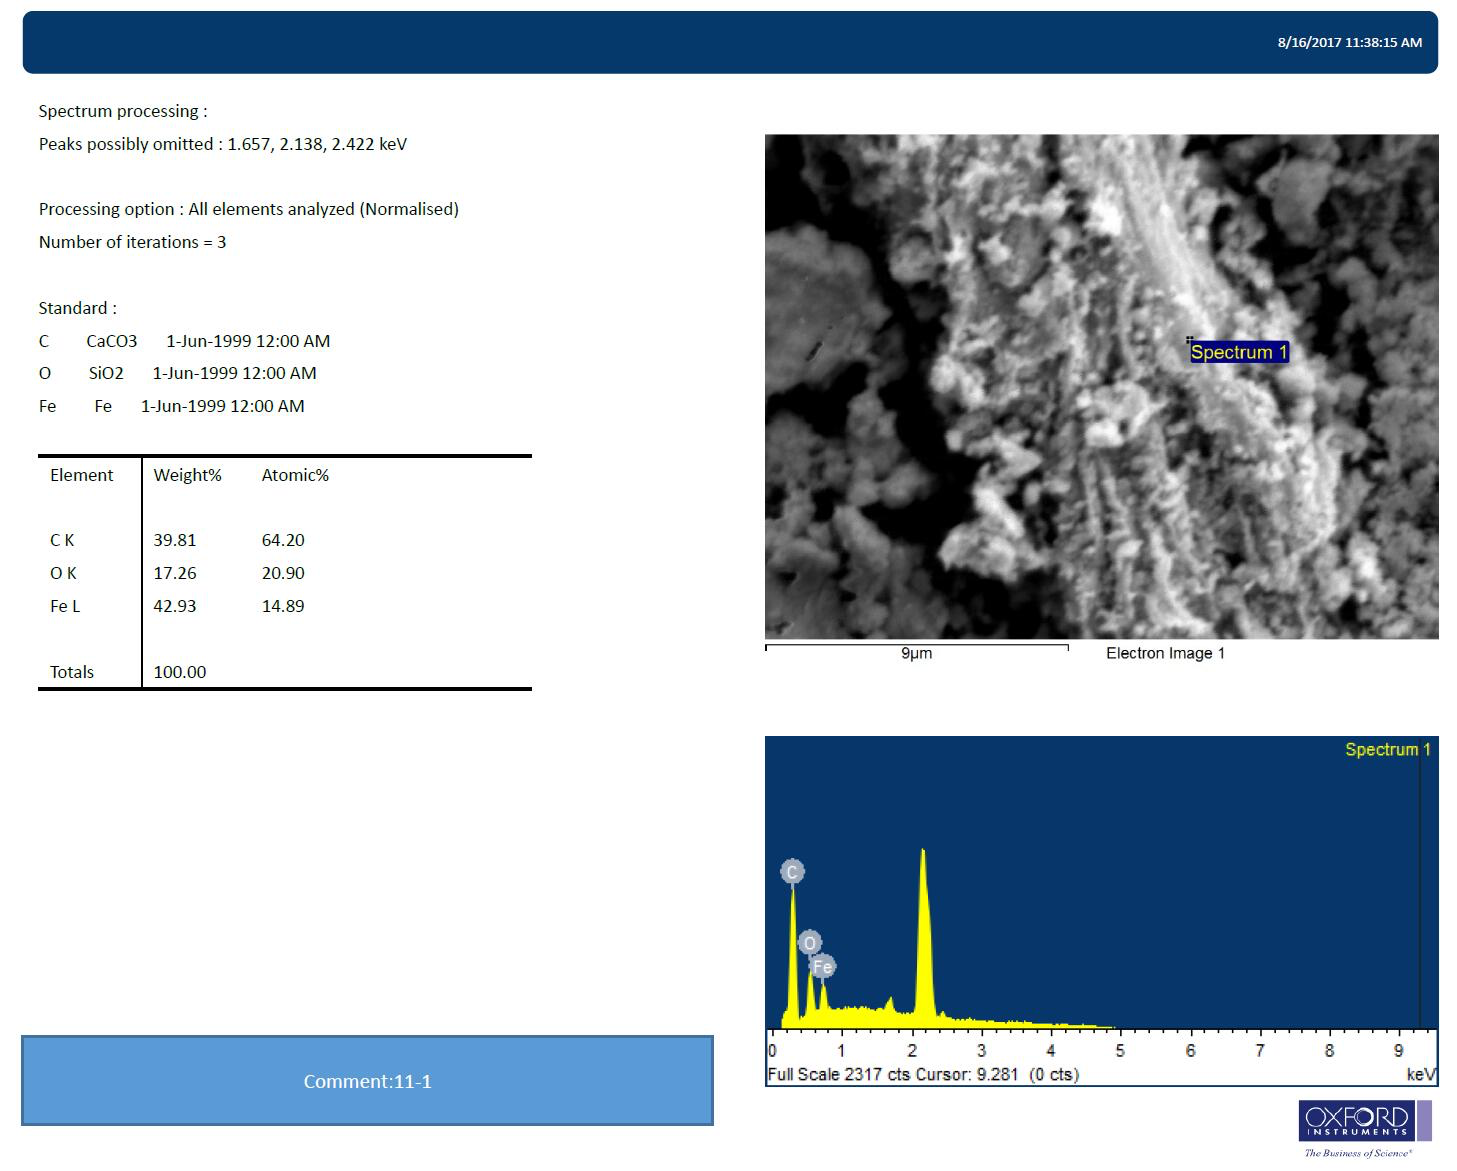 8/16/2017 11:38:15 AM
Spectrum processing :
Peaks possibly omitted : 1.657, 2.138, 2.422 keV
Processing option : All elements analyzed (Normalised)
Number of iterations = 3
Standard :
C CaCO3 1-Jun-1999 12:00 AM
O SiO2 1-Jun-1999 12:00 AM
Fe Fe 1-Jun-1999 12:00 AM
Element Weight% Atomic%
C K 39.81 64.20
O K 17.26 20.90
Fe L 42.93 14.89
Totals 100.00
Comment:11-1
Spectrum 1
9µm Electron Image 1
Spectrum 1
C
O
Fe
0 1 2 3 4 5 6 7 8 9
Full Scale 2317 cts Cursor: 9.281 (0 cts) keV
OXFORD
INSTRUMENTS
The Business of Science®